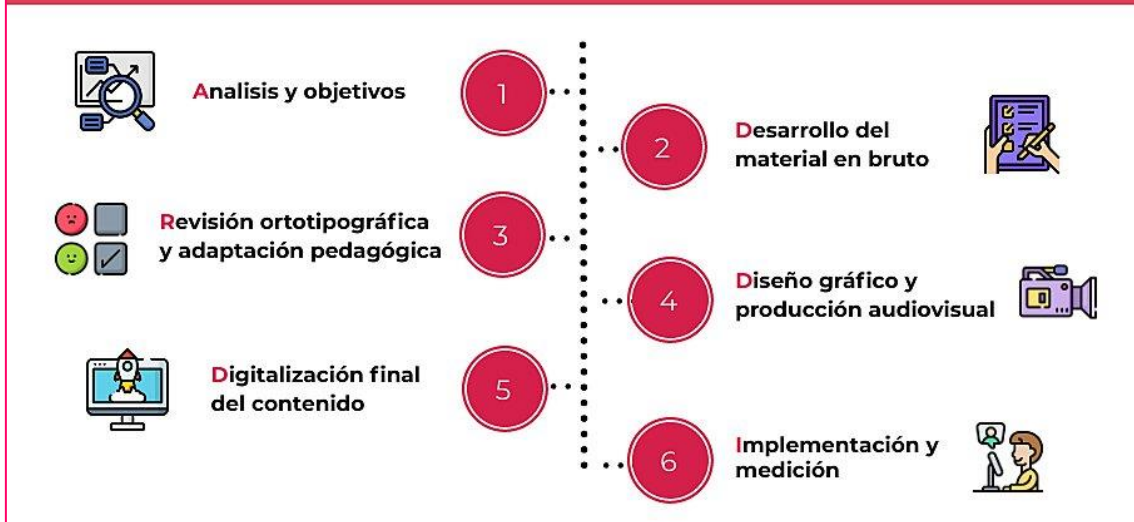 Analisis y objetivos
1
2
Desarrollo del
material en bruto
Revisión ortotipográfica
y adaptación pedagógica
3
4
Diseño gráfico y
producción audiovisual
Digitalización final
del contenido
5
6
Implementación y
medición